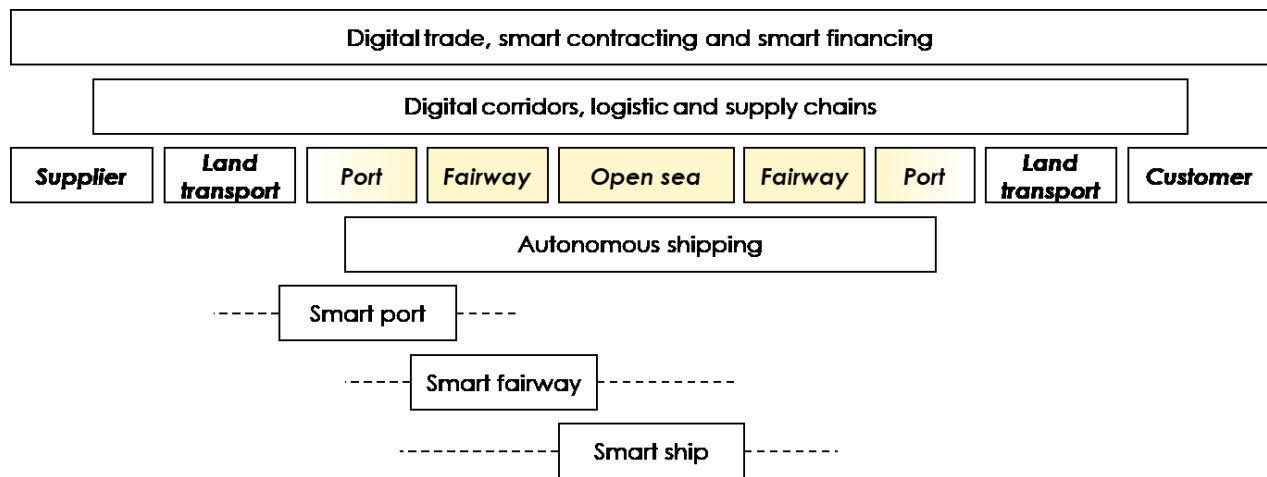 Digital trade, smart contracting and smart financing
Digital corridors, logistic and supply chains
Supplier
Land
transport
Port
Fairway
Open sea
Fairway
Port
Land
transport
Customer
Autonomous shipping
Smart port
Smart fairway
Smart ship